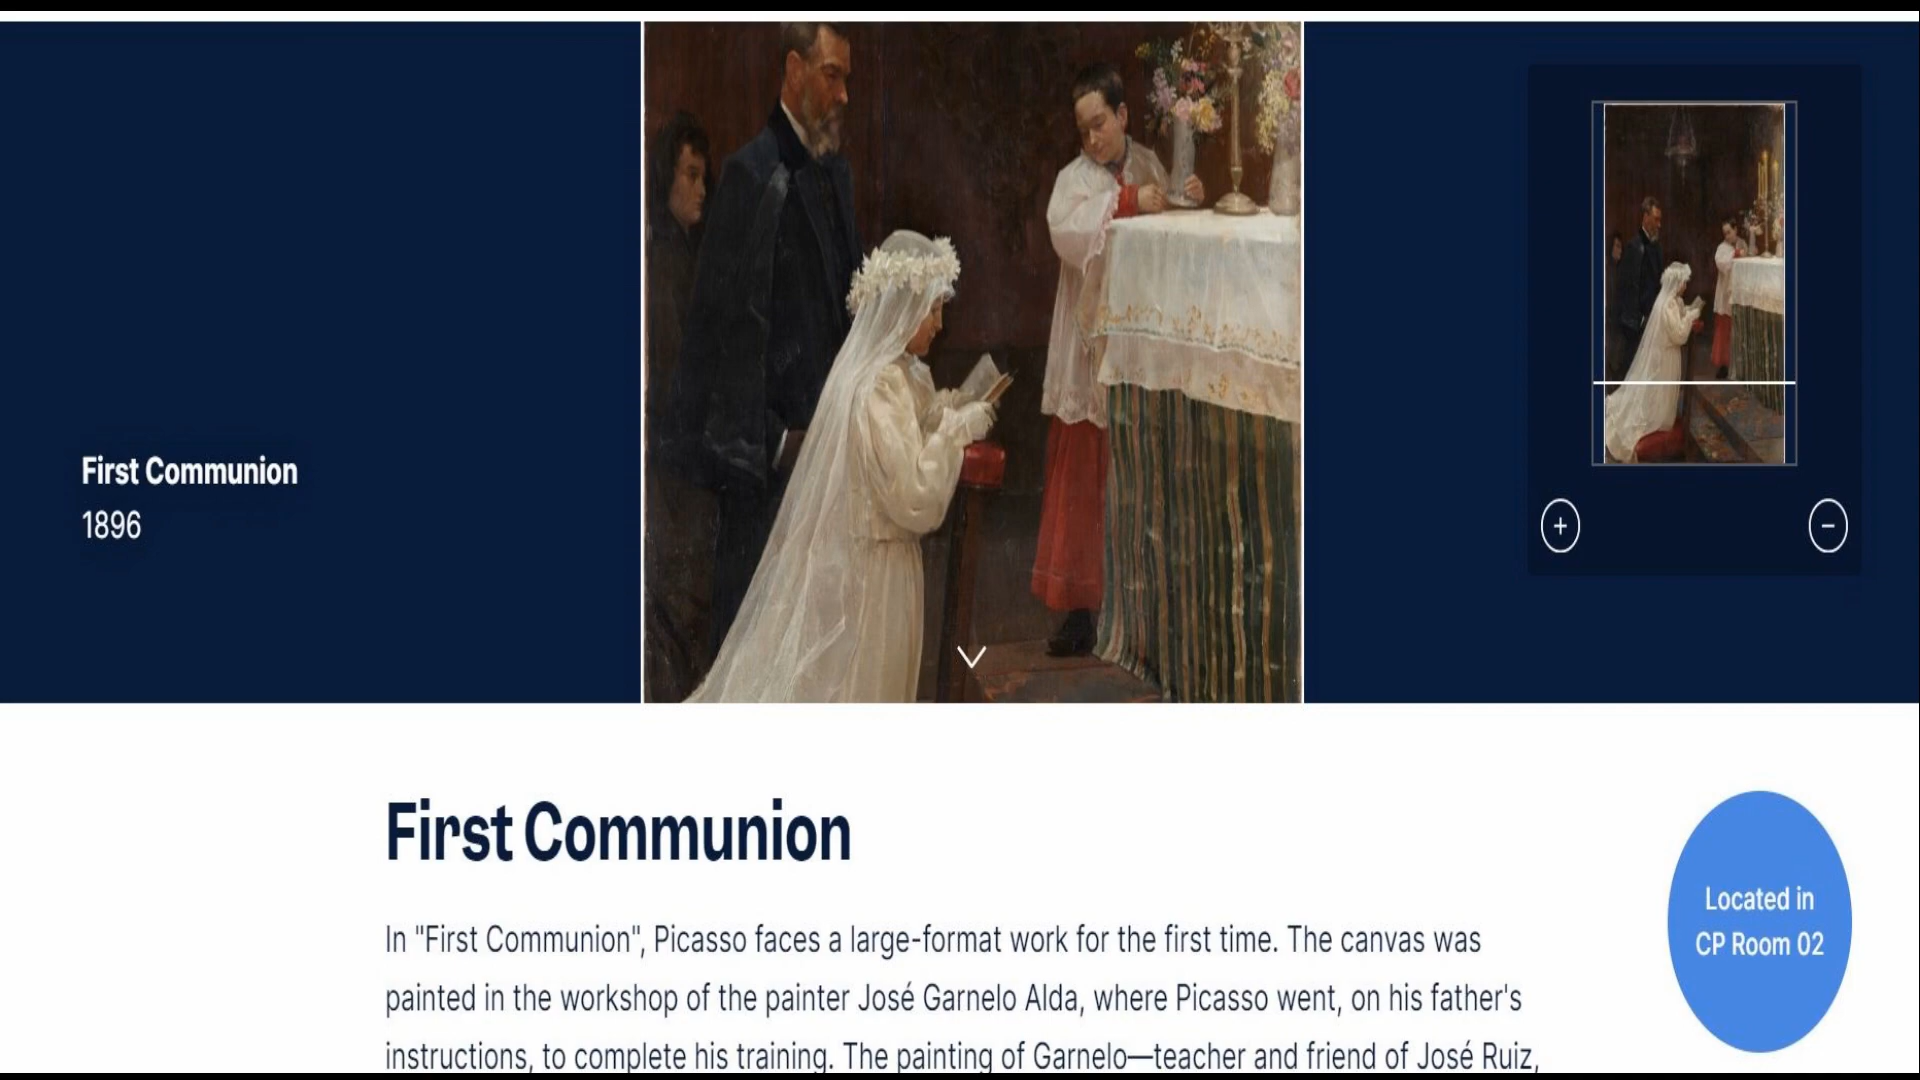 First Communion
1896
First Communion
In "First Communion", Picasso faces a large-format work for the first time. The canvas was
painted in the workshop of the painter José Garnelo Alda, where Picasso went, on his father's
instructions, to complete his training. The painting of Garnelo—teacher and friend of José Ruiz,
Located in
CP Room 02